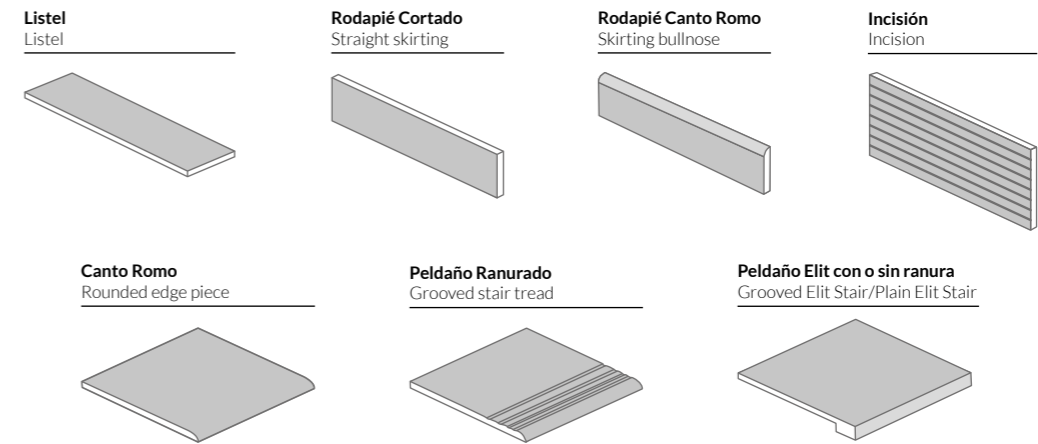 Listel
Listel
Rodapié Cortado
Straight skirting
Rodapié Canto Romo
Skirting bullnose
Incisión
Incision
Canto Romo
Rounded edge piece
Peldaño Ranurado
Grooved stair tread
Peldaño Elit con o sin ranura
Grooved Elit Stair/Plain Elit Stair